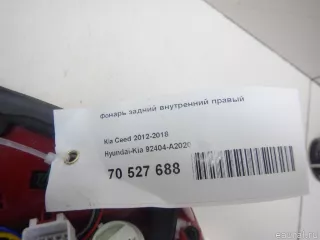 Фонарь задний внутренний правый
Kia Ceed 2012-2018
Hyundai-Kia 92404-A2020
70 527 688